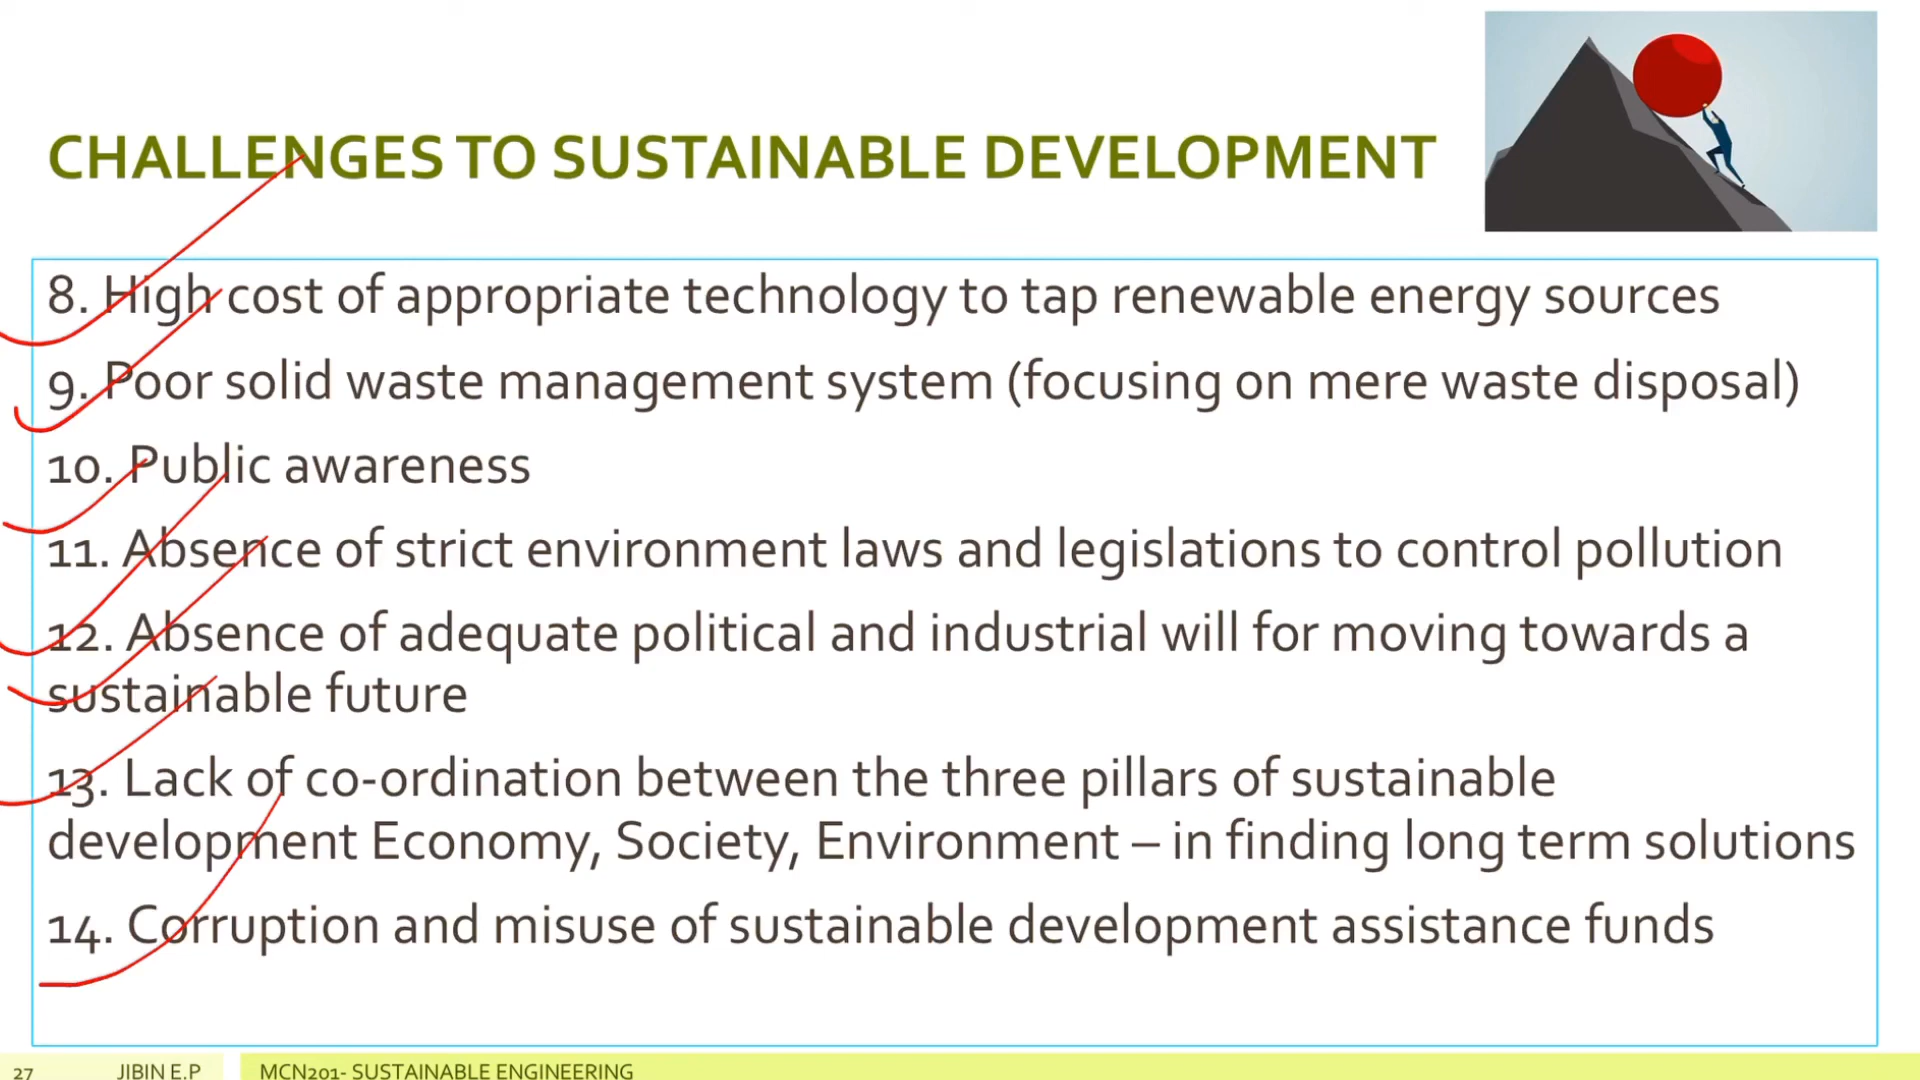 CHALLENGES TO SUSTAINABLE DEVELOPMENT
8. High cost of appropriate technology to tap renewable energy sources
9. Poor solid waste management system (focusing on mere waste disposal)
10. Public awareness
11. Absence of strict environment laws and legislations to control pollution
12. Absence of adequate political and industrial will for moving towards a
sustainable future
13. Lack of co-ordination between the three pillars of sustainable
development Economy, Society, Environment – in finding long term solutions
14. Corruption and misuse of sustainable development assistance funds
27 JIBIN E.P MCN201- SUSTAINABLE ENGINEERING